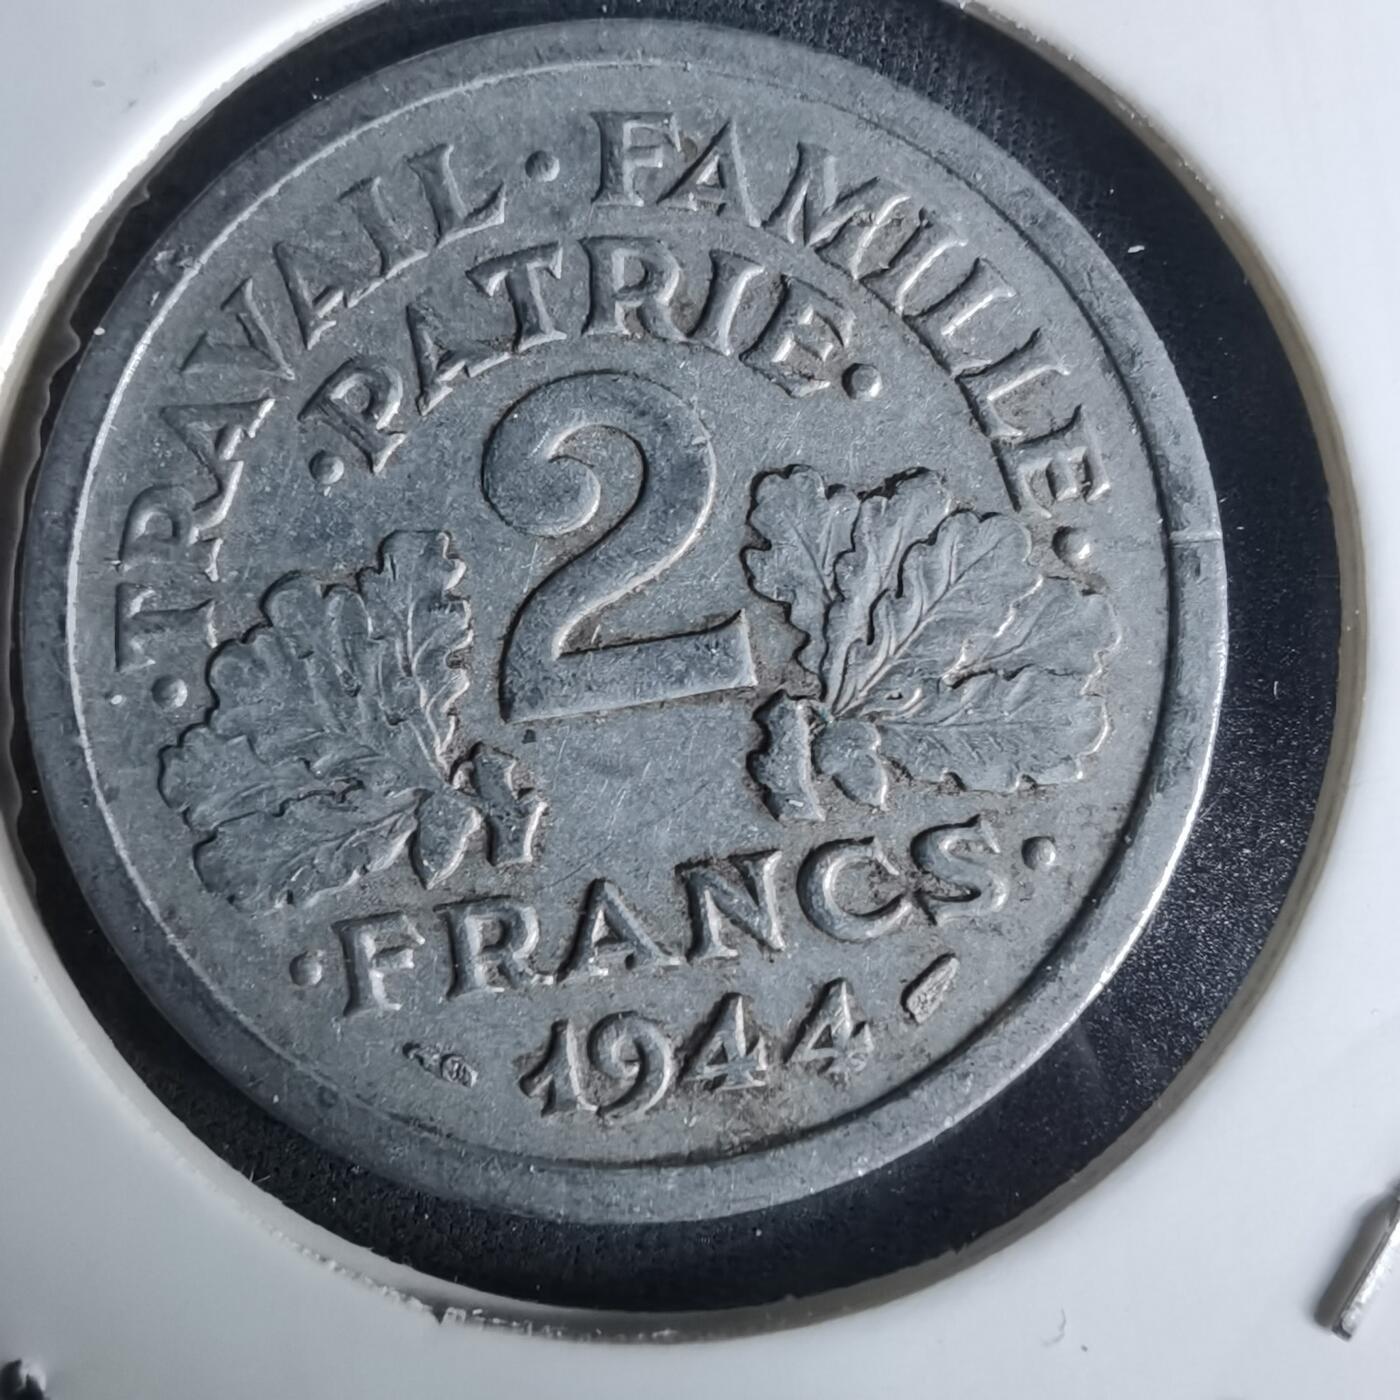 ·TRAVAIL·FAMILLE·
·PATRIE·
2
·FRANCS·
1944